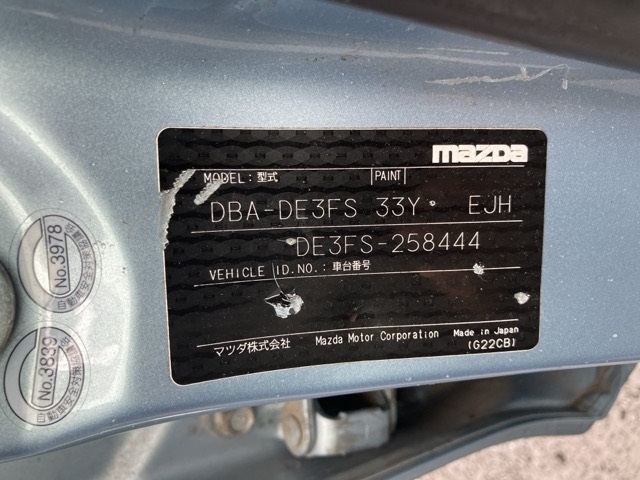 mazda
MODEL: 型式 PAINT
DBA-DE3FS 33Y EJH
DE3FS-258444
VEHICLE I.D.NO.: 車台番号
マツダ株式会社 Mazda Motor Corporation Made in Japan
(G22CB)
No.3978
No.3839